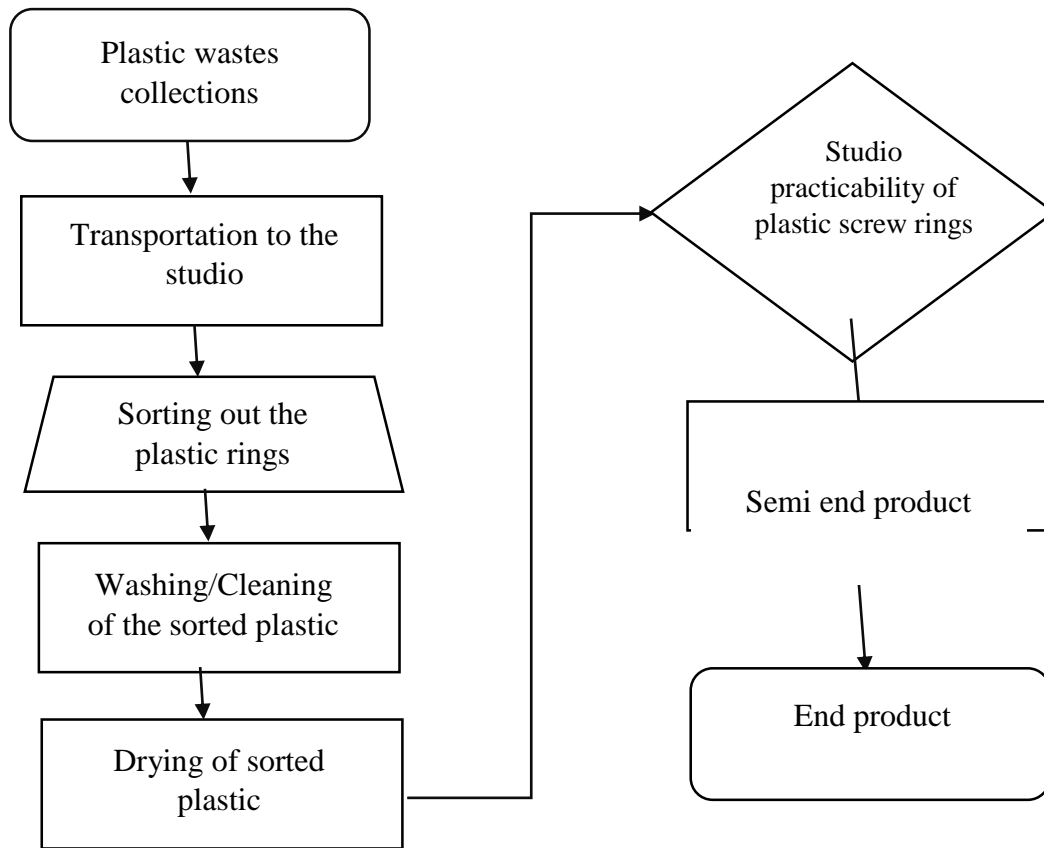 Plastic wastes
collections
Transportation to the
studio
Sorting out the
plastic rings
Washing/Cleaning
of the sorted plastic
Drying of sorted
plastic
Studio
practicability of
plastic screw rings
Semi end product
End product